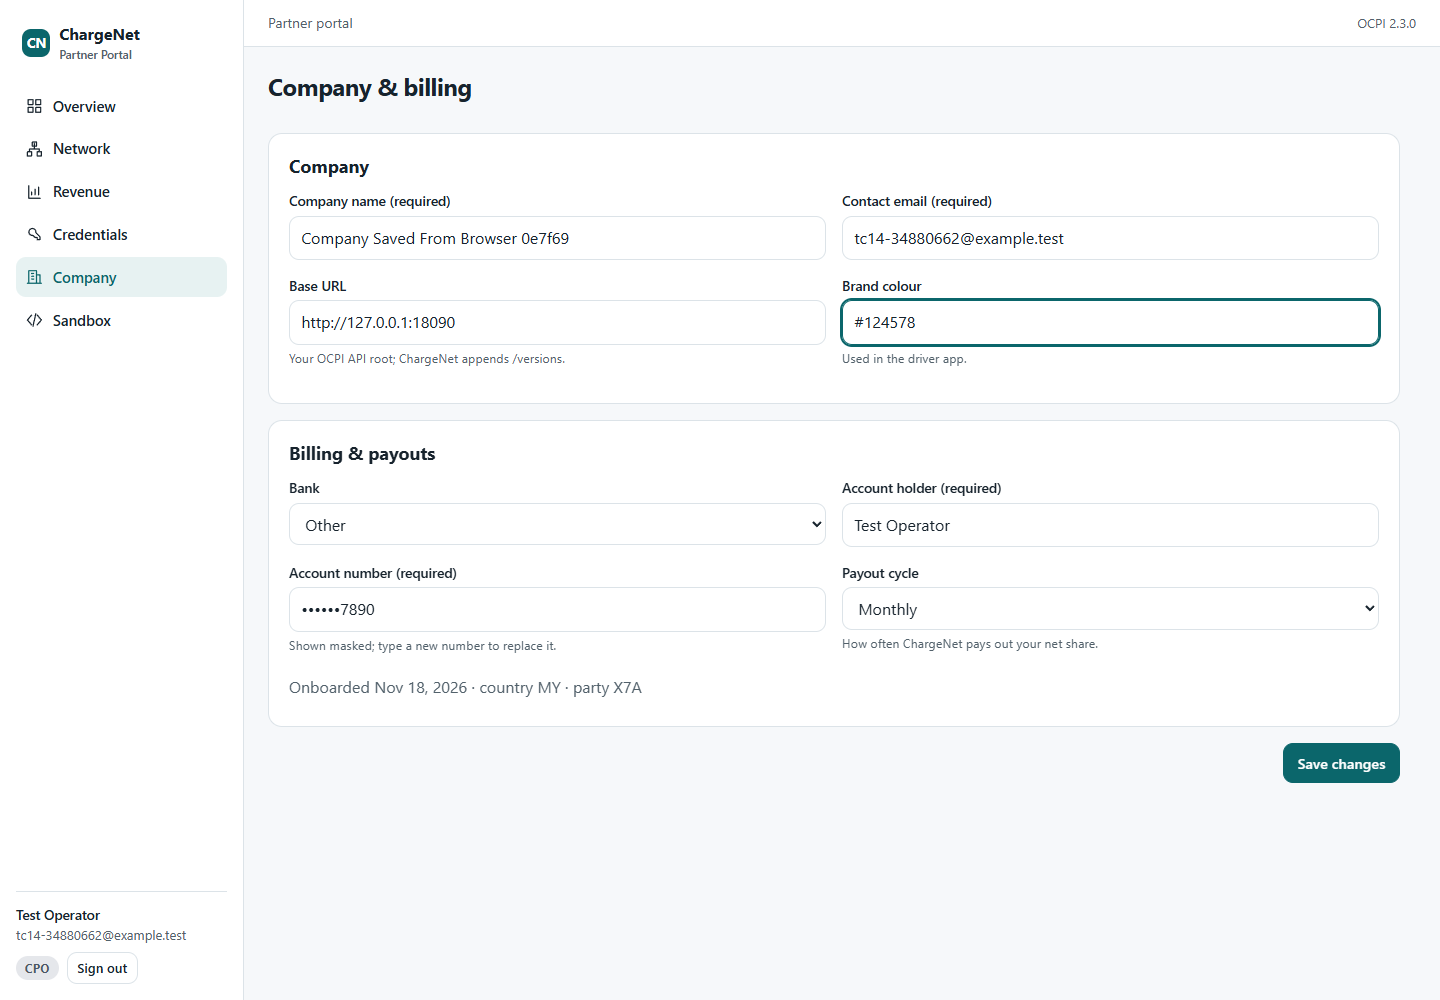 CN
ChargeNet
Partner Portal
Overview
Network
Revenue
Credentials
Company
Sandbox
Test Operator
tc14-34880662@example.test
CPO
Sign out
Partner portal
OCPI 2.3.0
Company & billing
Company
Company name (required)
Company Saved From Browser 0e7f69
Contact email (required)
tc14-34880662@example.test
Base URL
http://127.0.0.1:18090
Your OCPI API root; ChargeNet appends /versions.
Brand colour
#124578
Used in the driver app.
Billing & payouts
Bank
Other
Account holder (required)
Test Operator
Account number (required)
••••••7890
Shown masked; type a new number to replace it.
Payout cycle
Monthly
How often ChargeNet pays out your net share.
Onboarded Nov 18, 2026 · country MY · party X7A
Save changes